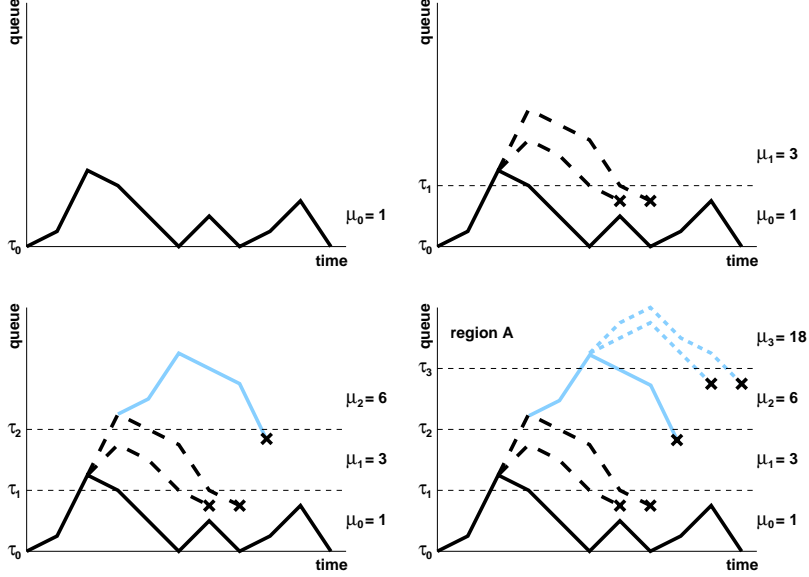 queue
μ0 = 1
τ0
time
queue
μ1 = 3
τ1
μ0 = 1
τ0
time
queue
μ2 = 6
τ2
μ1 = 3
τ1
μ0 = 1
τ0
time
queue
region A
μ3 = 18
τ3
μ2 = 6
τ2
μ1 = 3
τ1
μ0 = 1
τ0
time